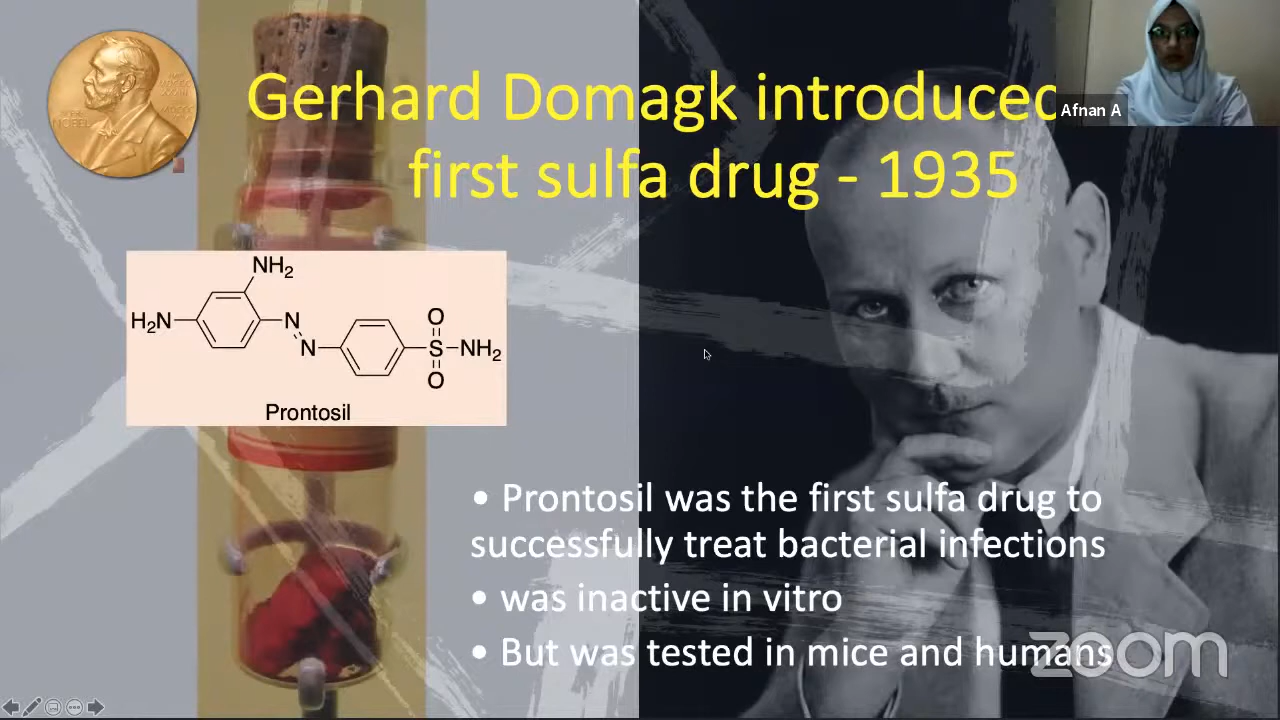 Gerhard Domagk introduced
first sulfa drug - 1935
Afnan A
NH₂
H₂N
N
N
O
S
NH₂
O
Prontosil
• Prontosil was the first sulfa drug to
successfully treat bacterial infections
• was inactive in vitro
• But was tested in mice and humans
zoom